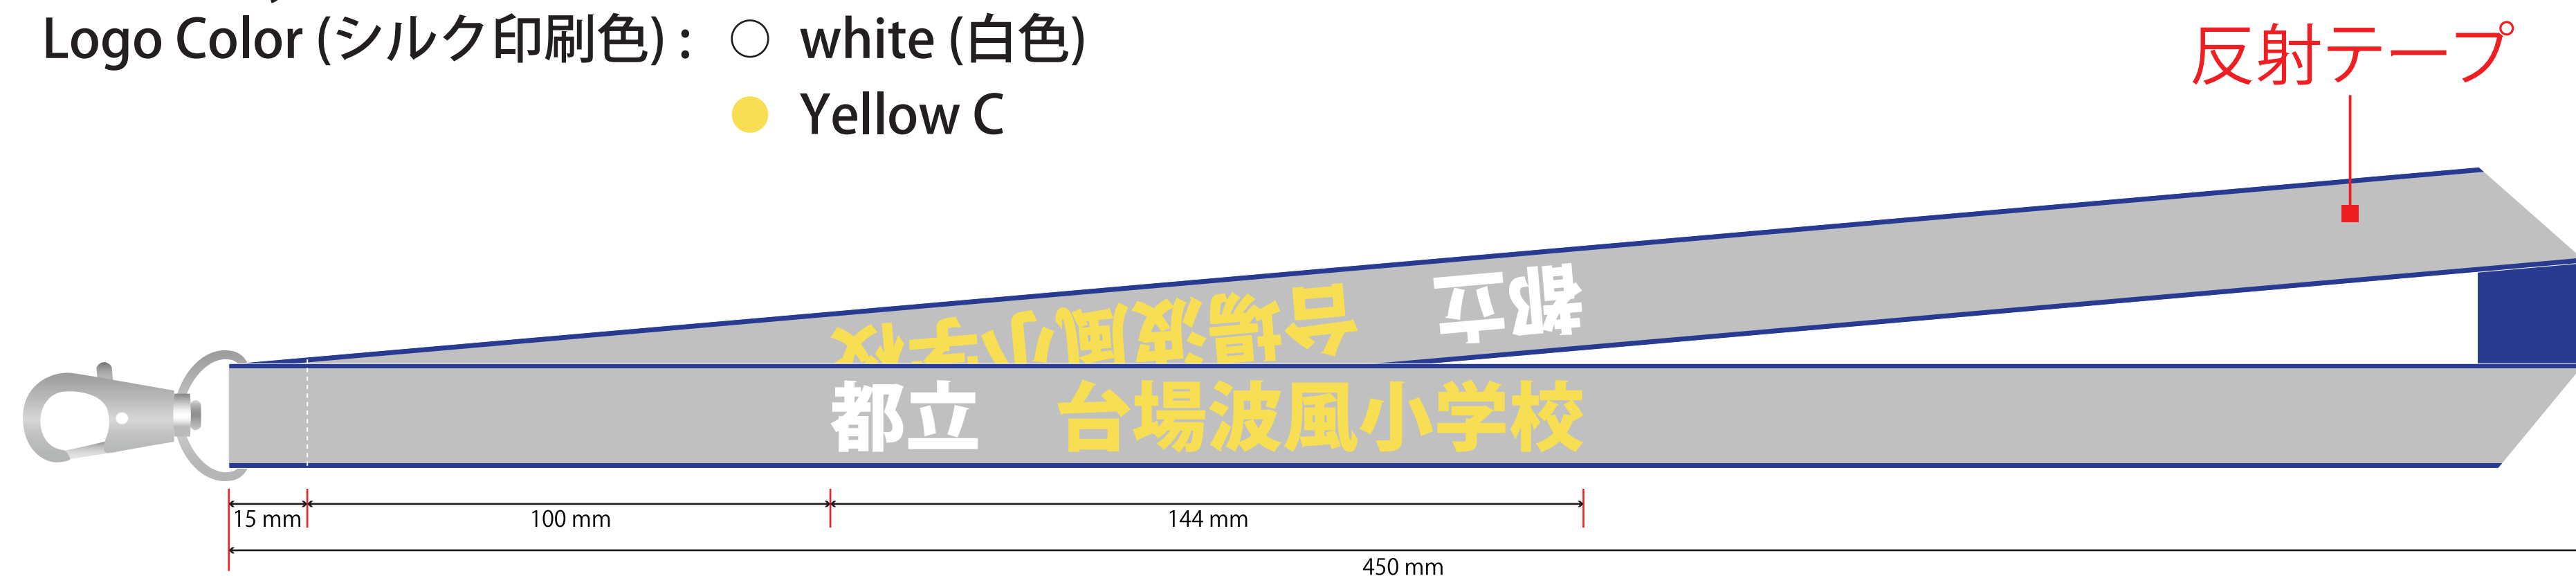 Logo Color (シルク印刷色) : ○ white (白色)
● Yellow C
反射テープ
都立 台場波風小学校
都立 台場波風小学校
15 mm
100 mm
144 mm
450 mm